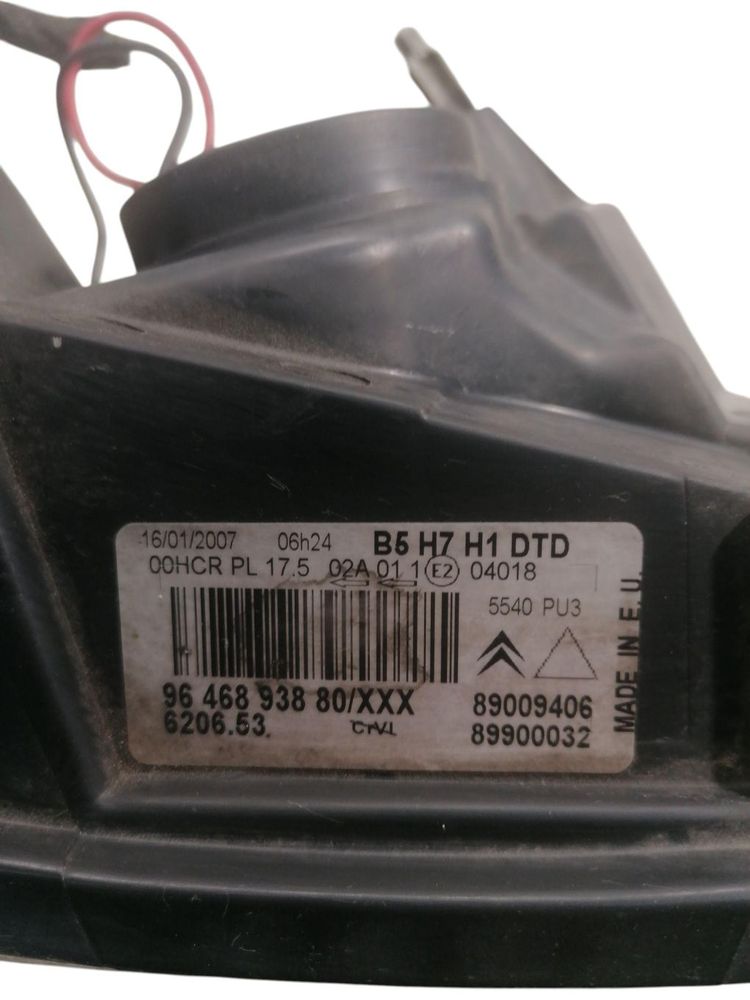 16/01/2007 06h24 B5 H7 H1 DTD
00HCR PL 17.5 02A 01 1 E2 04018
5540 PU3
96 468 938 80/XXX
6206.53 CrVI
89009406
89900032
MADE IN E.U.